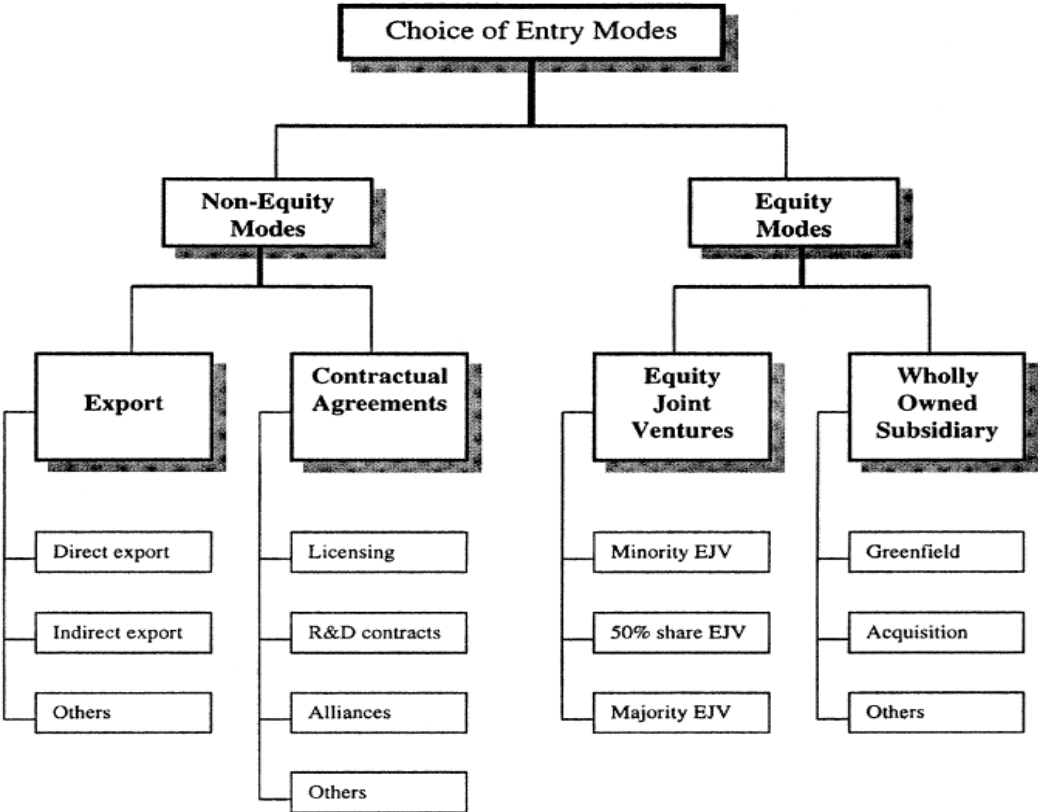 Choice of Entry Modes
Non-Equity
Modes
Equity
Modes
Export
Contractual
Agreements
Equity
Joint
Ventures
Wholly
Owned
Subsidiary
Direct export
Indirect export
Others
Licensing
R&D contracts
Alliances
Others
Minority EJV
50% share EJV
Majority EJV
Greenfield
Acquisition
Others